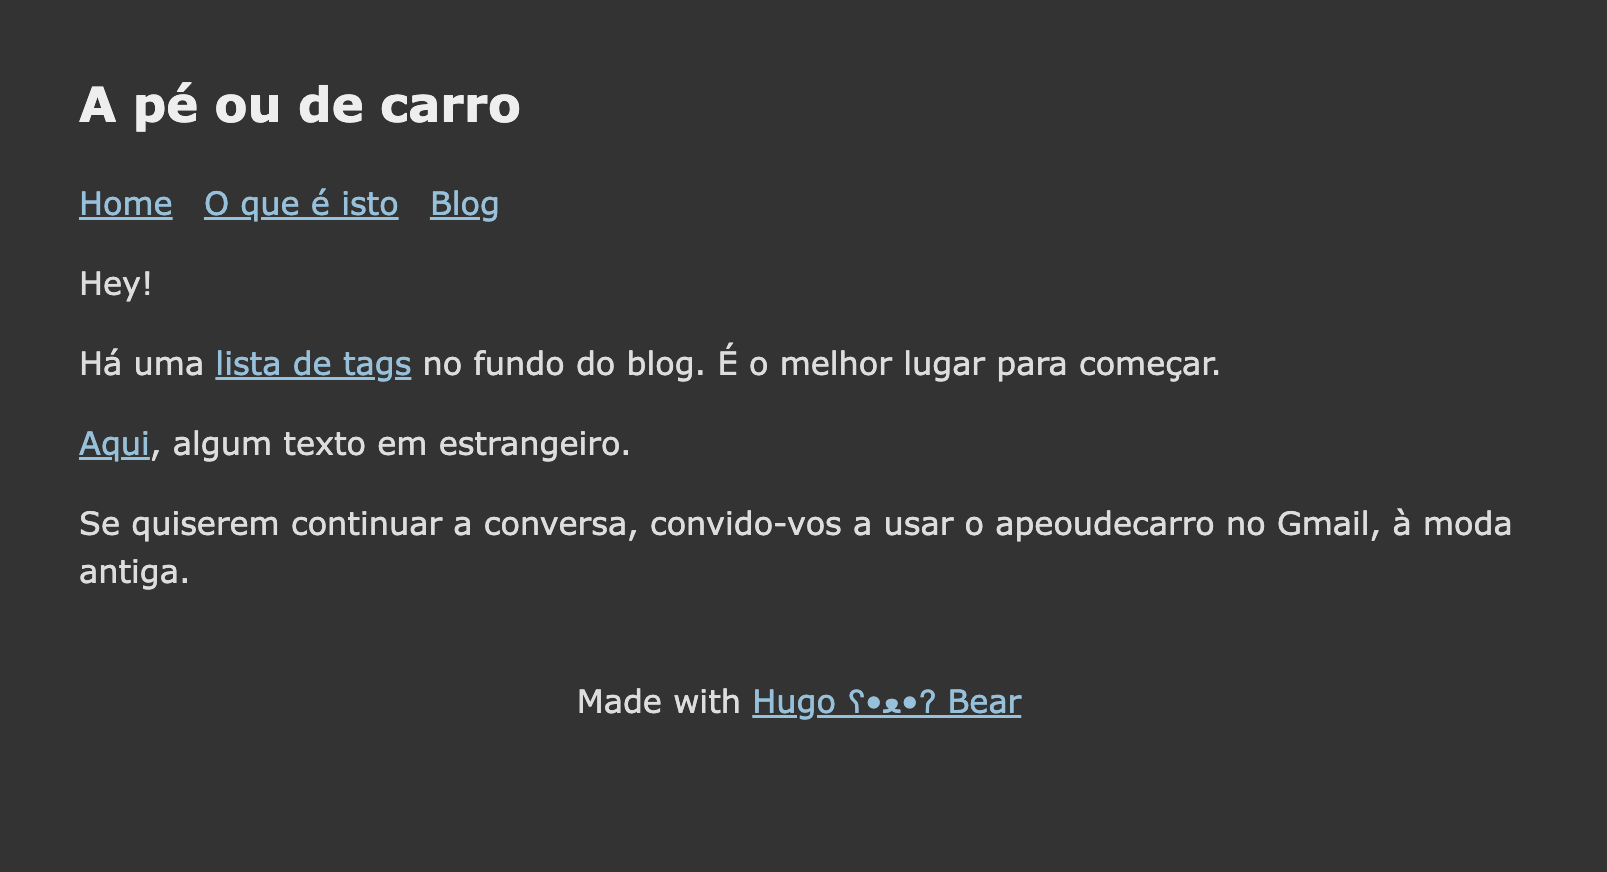 A pé ou de carro
Home O que é isto Blog
Hey!
Há uma lista de tags no fundo do blog. É o melhor lugar para começar.
Aqui, algum texto em estrangeiro.
Se quiserem continuar a conversa, convido-vos a usar o apeoudecarro no Gmail, à moda
antiga.
Made with Hugo ʕ•ᴥ•ʔ Bear